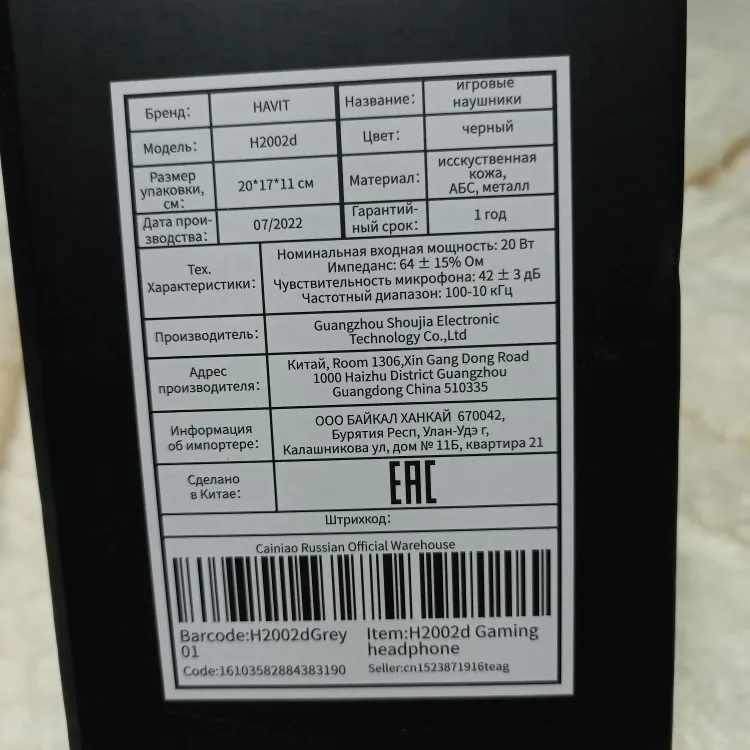 Бренд: HAVIT Название: игровые
наушники
Модель: H2002d Цвет: черный
Размер
упаковки,
см: 20*17*11 см Материал: исскуственная
кожа,
АБС, металл
Дата прои-
зводства: 07/2022 Гарантий-
ный срок: 1 год
Тех.
Характеристики:
Номинальная входная мощность: 20 Вт
Импеданс: 64 ± 15% Ом
Чувствительность микрофона: 42 ± 3 дБ
Частотный диапазон: 100-10 кГц
Производитель:
Guangzhou Shoujia Electronic
Technology Co.,Ltd
Адрес
производителя:
Китай, Room 1306,Xin Gang Dong Road
1000 Haizhu District Guangzhou
Guangdong China 510335
Информация
об импортере:
ООО БАЙКАЛ ХАНКАЙ 670042,
Бурятия Респ, Улан-Удэ г,
Калашникова ул, дом № 11Б, квартира 21
Сделано
в Китае:
EAC
Штрихкод:
Cainiao Russian Official Warehouse
Barcode:H2002dGrey
01
Item:H2002d Gaming
headphone
Code:16103582884383190
Seller:cn1523871916teag